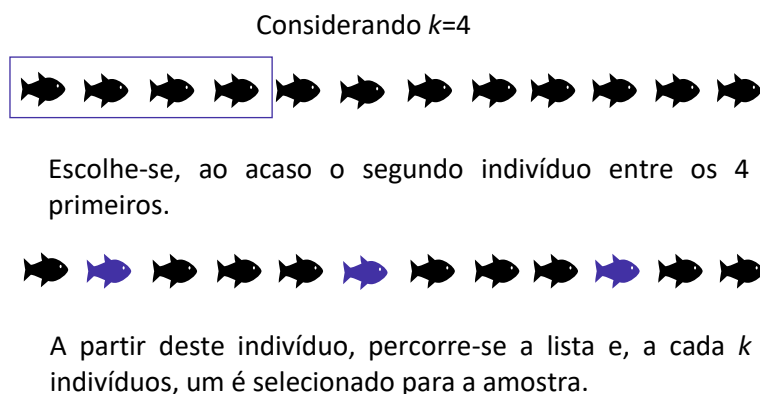 Considerando k=4
Escolhe-se, ao acaso o segundo indivíduo entre os 4
primeiros.
A partir deste indivíduo, percorre-se a lista e, a cada k
indivíduos, um é selecionado para a amostra.